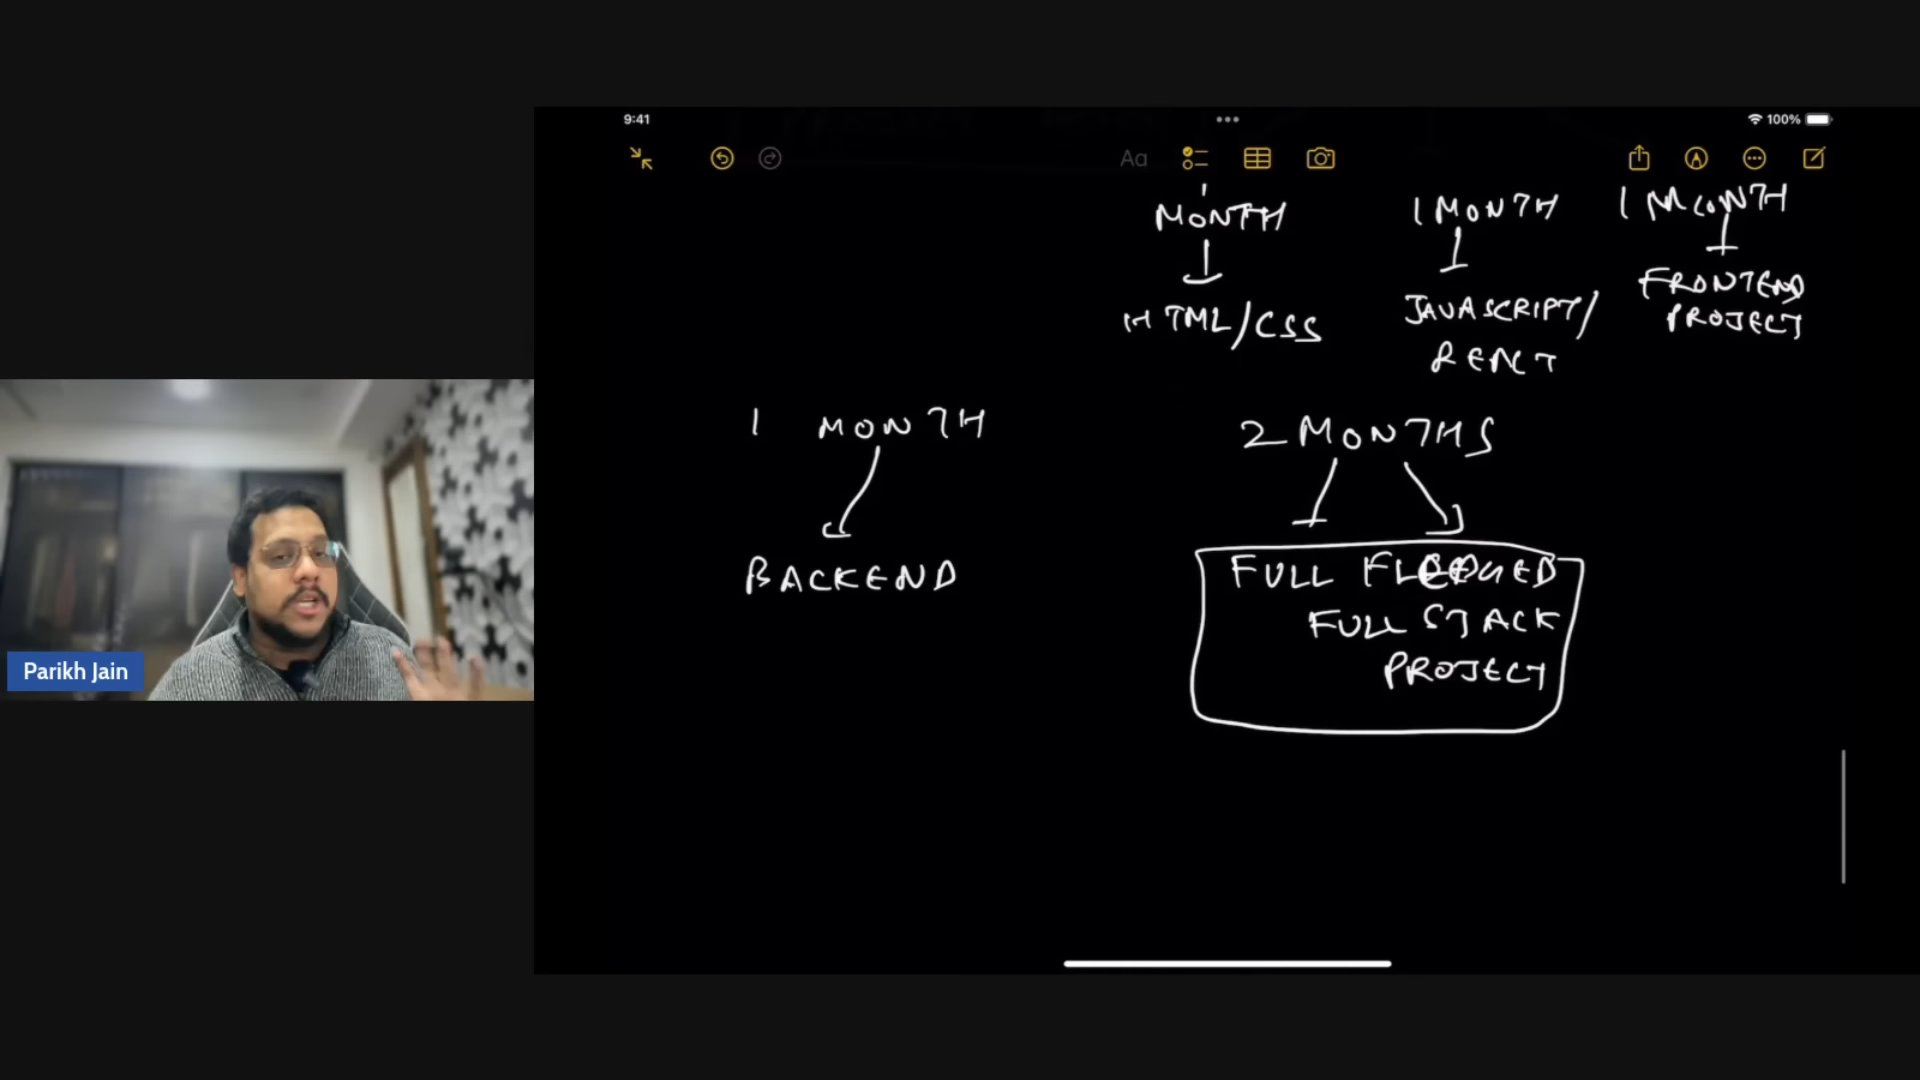 9:41
100%
Aa
MONTH
1 MONTH
1 MONTH
HTML/CSS
JAVASCRIPT/
REACT
FRONTEND
PROJECT
1 MONTH
2 MONTHS
BACKEND
FULL FLEDGED
FULL STACK
PROJECT
Parikh Jain